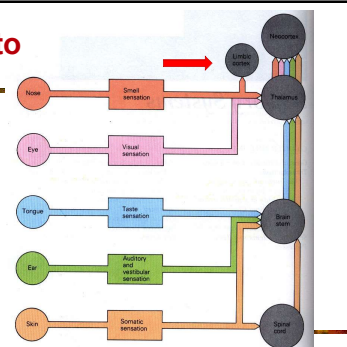 to
Neocortex
Limbic
cortex
Nose
Smell
sensation
Thalamus
Eye
Visual
sensation
Tongue
Taste
sensation
Brain
stem
Ear
Auditory
and
vestibular
sensation
Skin
Somatic
sensation
Spinal
cord